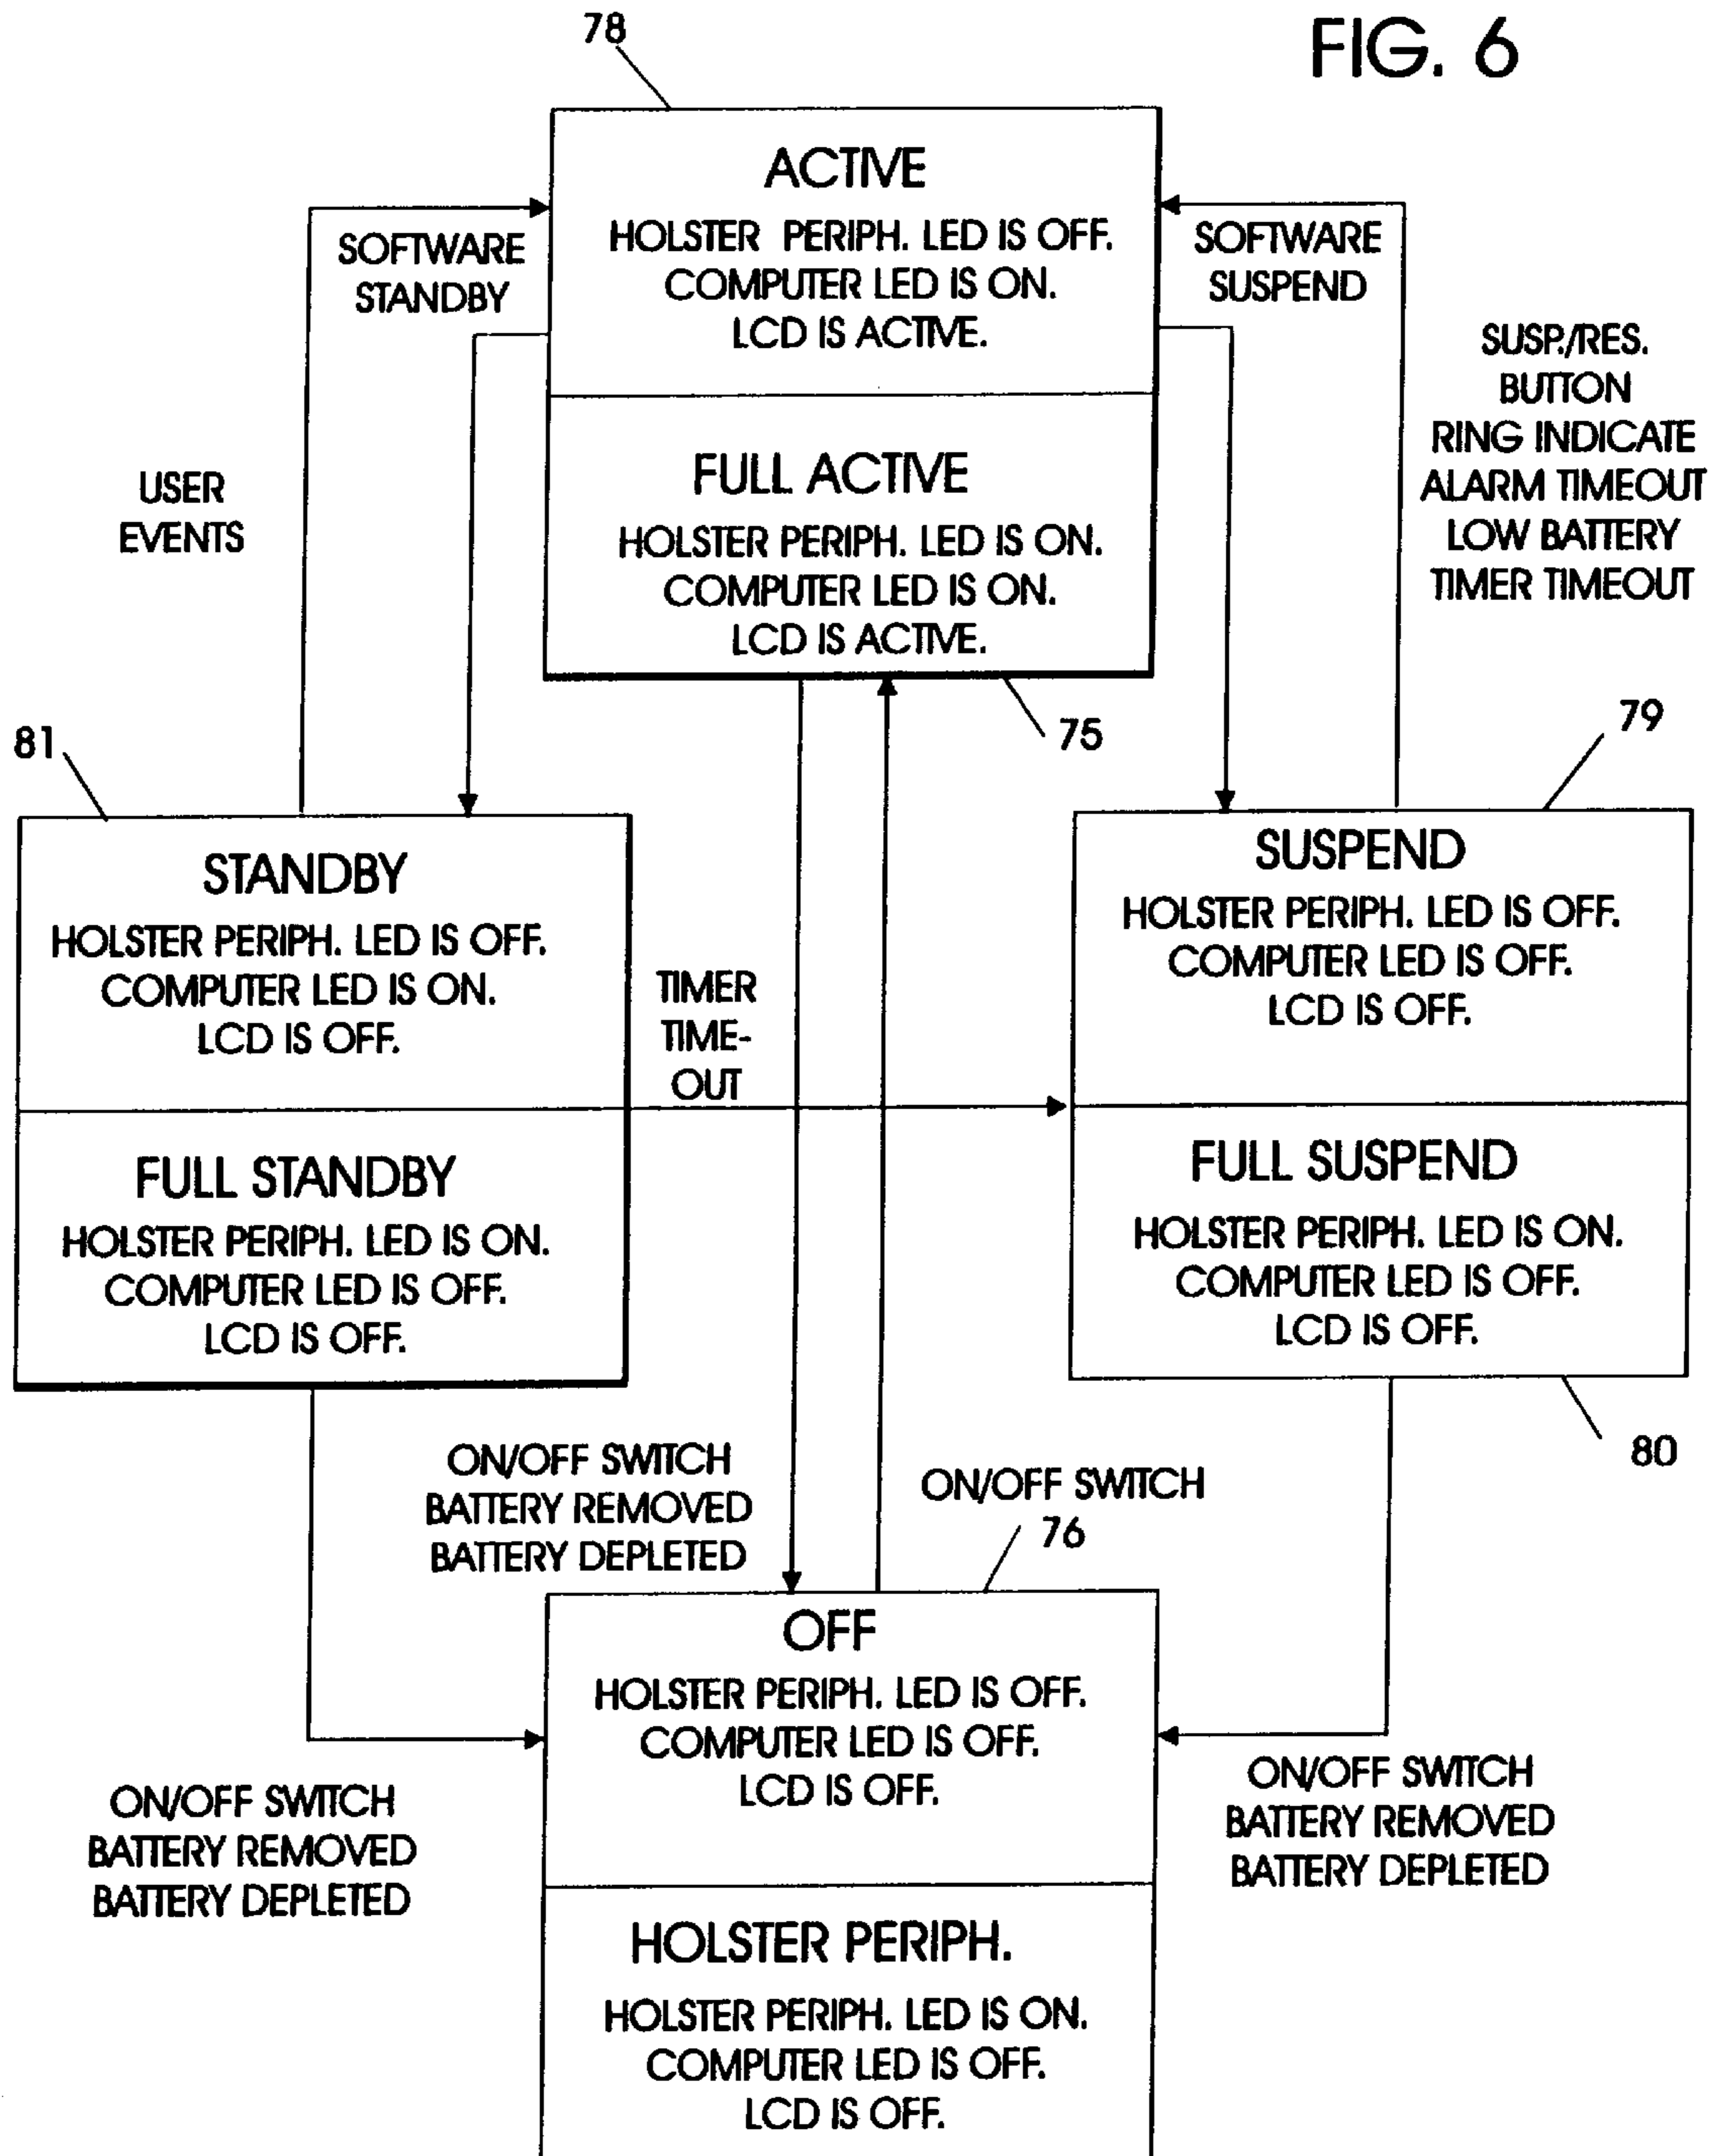 FIG. 6
78
ACTIVE
HOLSTER PERIPH. LED IS OFF.
COMPUTER LED IS ON.
LCD IS ACTIVE.
SOFTWARE
STANDBY
SOFTWARE
SUSPEND
FULL ACTIVE
HOLSTER PERIPH. LED IS ON.
COMPUTER LED IS ON.
LCD IS ACTIVE.
USER
EVENTS
SUSP./RES.
BUTTON
RING INDICATE
ALARM TIMEOUT
LOW BATTERY
TIMER TIMEOUT
75
81
79
STANDBY
HOLSTER PERIPH. LED IS OFF.
COMPUTER LED IS ON.
LCD IS OFF.
TIMER
TIME-
OUT
SUSPEND
HOLSTER PERIPH. LED IS OFF.
COMPUTER LED IS OFF.
LCD IS OFF.
FULL STANDBY
HOLSTER PERIPH. LED IS ON.
COMPUTER LED IS OFF.
LCD IS OFF.
FULL SUSPEND
HOLSTER PERIPH. LED IS ON.
COMPUTER LED IS OFF.
LCD IS OFF.
80
ON/OFF SWITCH
BATTERY REMOVED
BATTERY DEPLETED
ON/OFF SWITCH
76
OFF
HOLSTER PERIPH. LED IS OFF.
COMPUTER LED IS OFF.
LCD IS OFF.
ON/OFF SWITCH
BATTERY REMOVED
BATTERY DEPLETED
ON/OFF SWITCH
BATTERY REMOVED
BATTERY DEPLETED
HOLSTER PERIPH.
HOLSTER PERIPH. LED IS ON.
COMPUTER LED IS OFF.
LCD IS OFF.